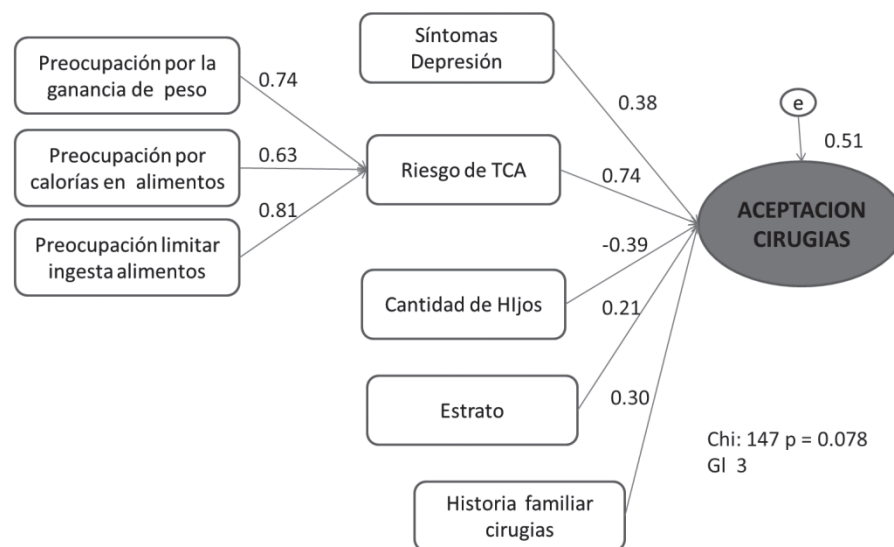 Síntomas
Depresión
Preocupación por la
ganancia de peso
0.74
0.38
e
0.51
Preocupación por
calorías en alimentos
0.63
Riesgo de TCA
0.74
ACEPTACION
CIRUGIAS
0.81
Preocupación limitar
ingesta alimentos
-0.39
Cantidad de HIjos
0.21
Estrato
0.30
Chi: 147 p = 0.078
Gl 3
Historia familiar
cirugias